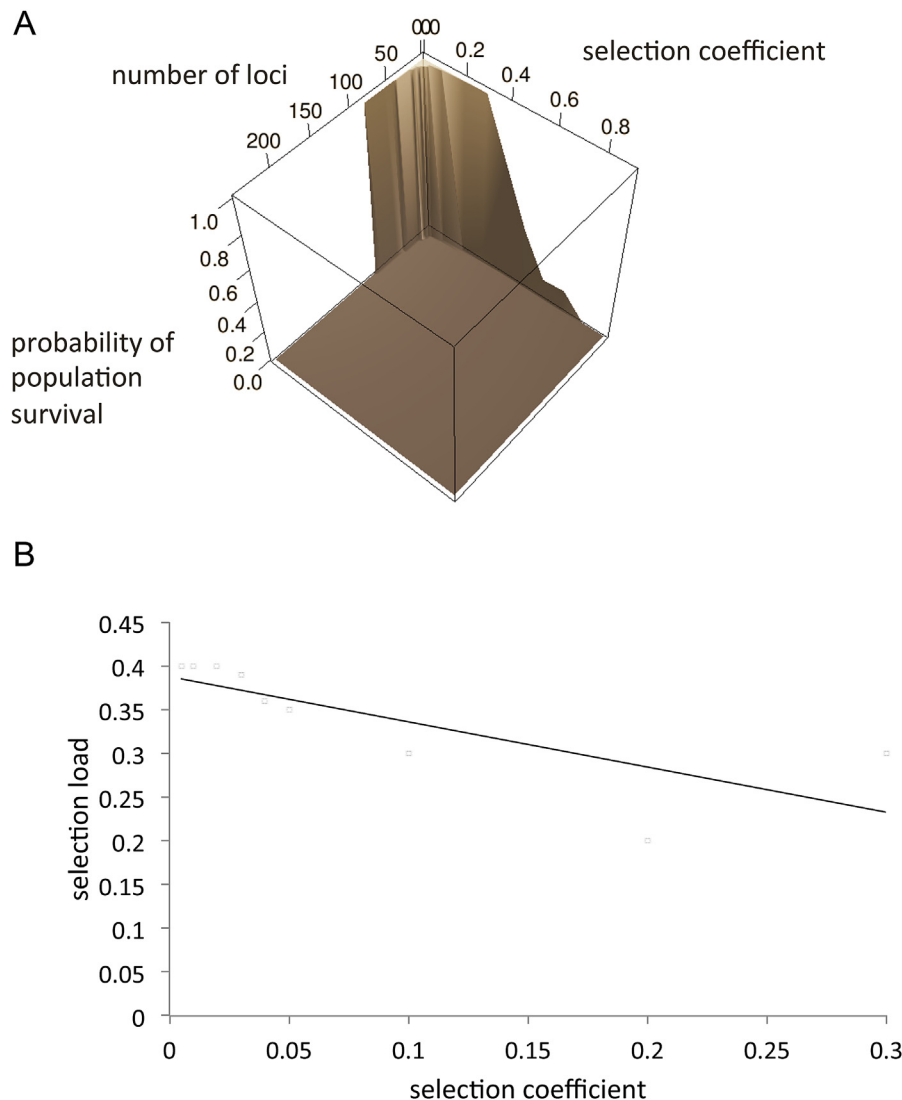 A
number of loci
selection coefficient
000
50
100
150
200
0.2
0.4
0.6
0.8
1.0
0.8
0.6
0.4
0.2
0.0
probability of
population
survival
B
selection load
0.45
0.4
0.35
0.3
0.25
0.2
0.15
0.1
0.05
0
0 0.05 0.1 0.15 0.2 0.25 0.3
selection coefficient